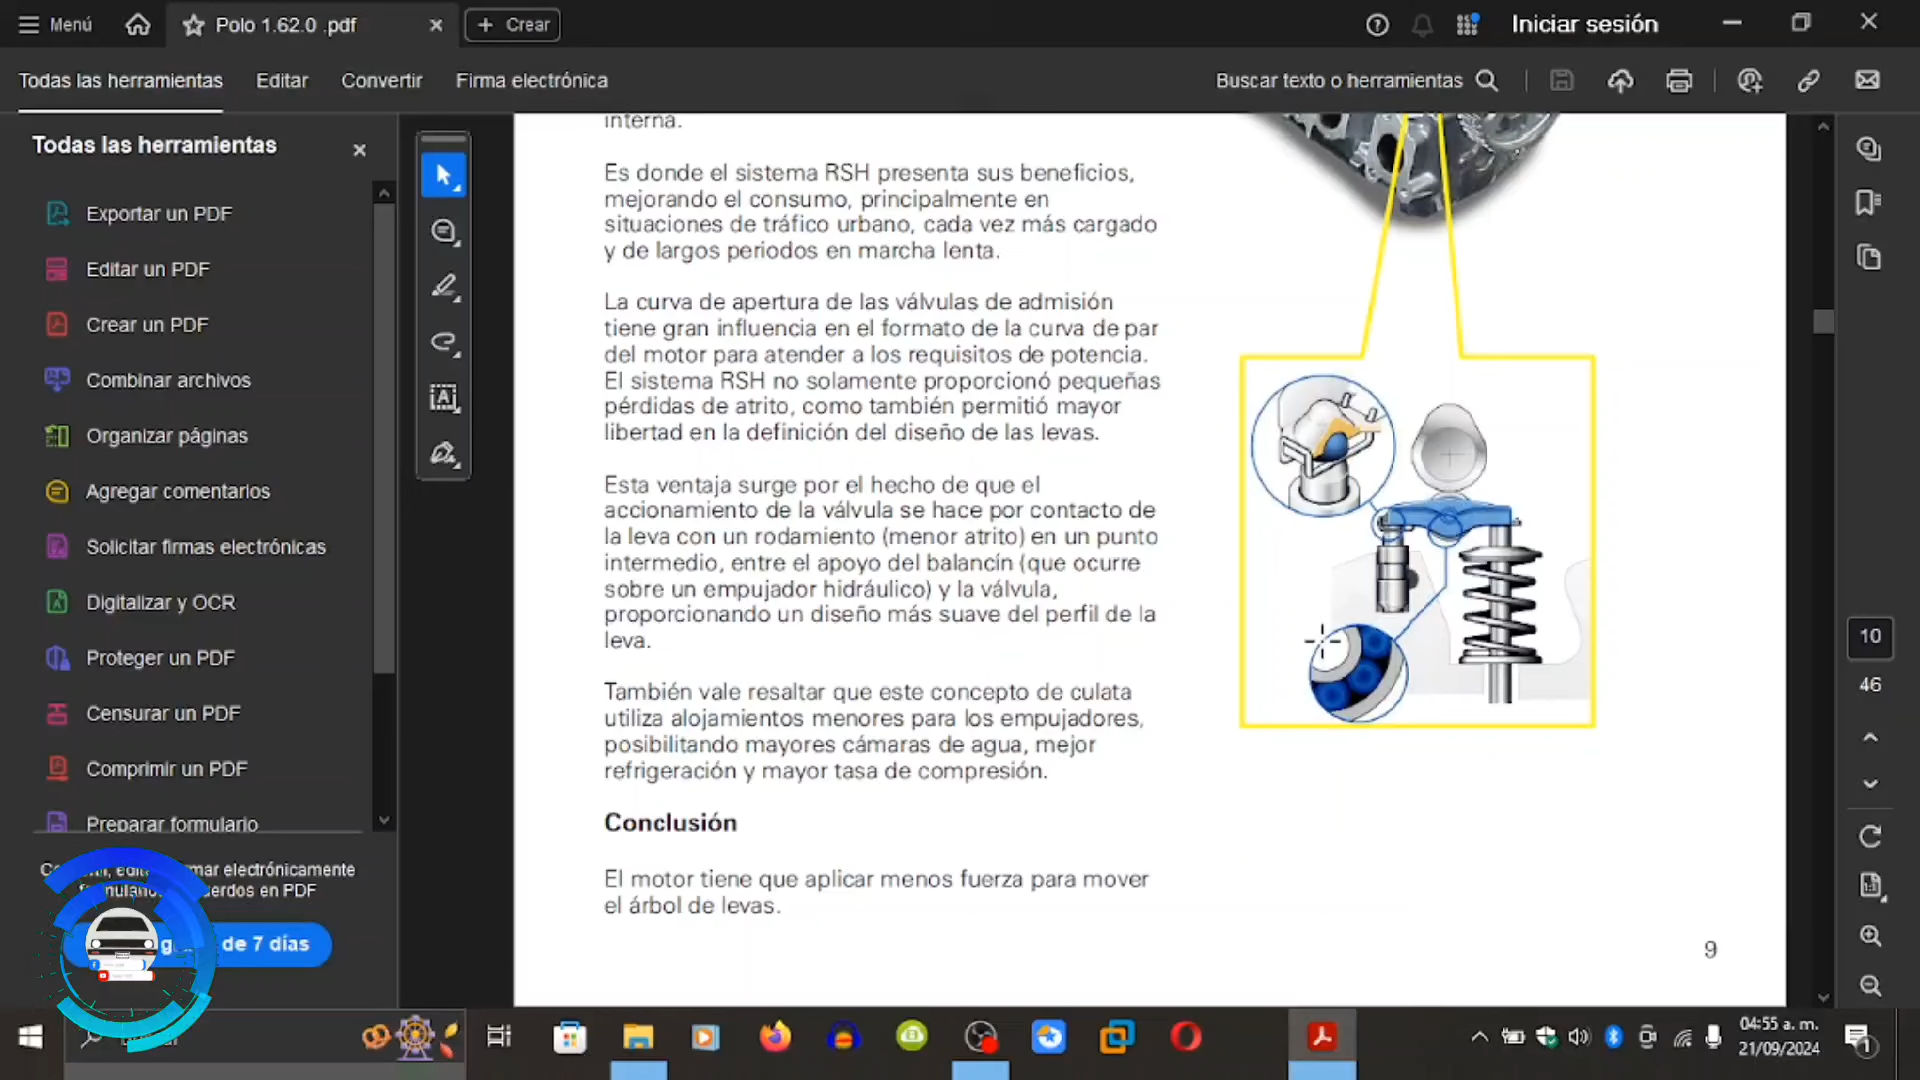 Menú
Polo 1.62.0 .pdf
Crear
Iniciar sesión
Todas las herramientas
Editar
Convertir
Firma electrónica
Buscar texto o herramientas
Todas las herramientas
Exportar un PDF
Editar un PDF
Crear un PDF
Combinar archivos
Organizar páginas
Agregar comentarios
Solicitar firmas electrónicas
Digitalizar y OCR
Proteger un PDF
Censurar un PDF
Comprimir un PDF
Preparar formulario
electrónicamente
en PDF
de 7 días
interna.
Es donde el sistema RSH presenta sus beneficios,
mejorando el consumo, principalmente en
situaciones de tráfico urbano, cada vez más cargado
y de largos periodos en marcha lenta.
La curva de apertura de las válvulas de admisión
tiene gran influencia en el formato de la curva de par
del motor para atender a los requisitos de potencia.
El sistema RSH no solamente proporcionó pequeñas
pérdidas de atrito, como también permitió mayor
libertad en la definición del diseño de las levas.
Esta ventaja surge por el hecho de que el
accionamiento de la válvula se hace por contacto de
la leva con un rodamiento (menor atrito) en un punto
intermedio, entre el apoyo del balancín (que ocurre
sobre un empujador hidráulico) y la válvula,
proporcionando un diseño más suave del perfil de la
leva.
También vale resaltar que este concepto de culata
utiliza alojamientos menores para los empujadores,
posibilitando mayores cámaras de agua, mejor
refrigeración y mayor tasa de compresión.
Conclusión
El motor tiene que aplicar menos fuerza para mover
el árbol de levas.
9
10
46
04:55 a. m.
21/09/2024
1